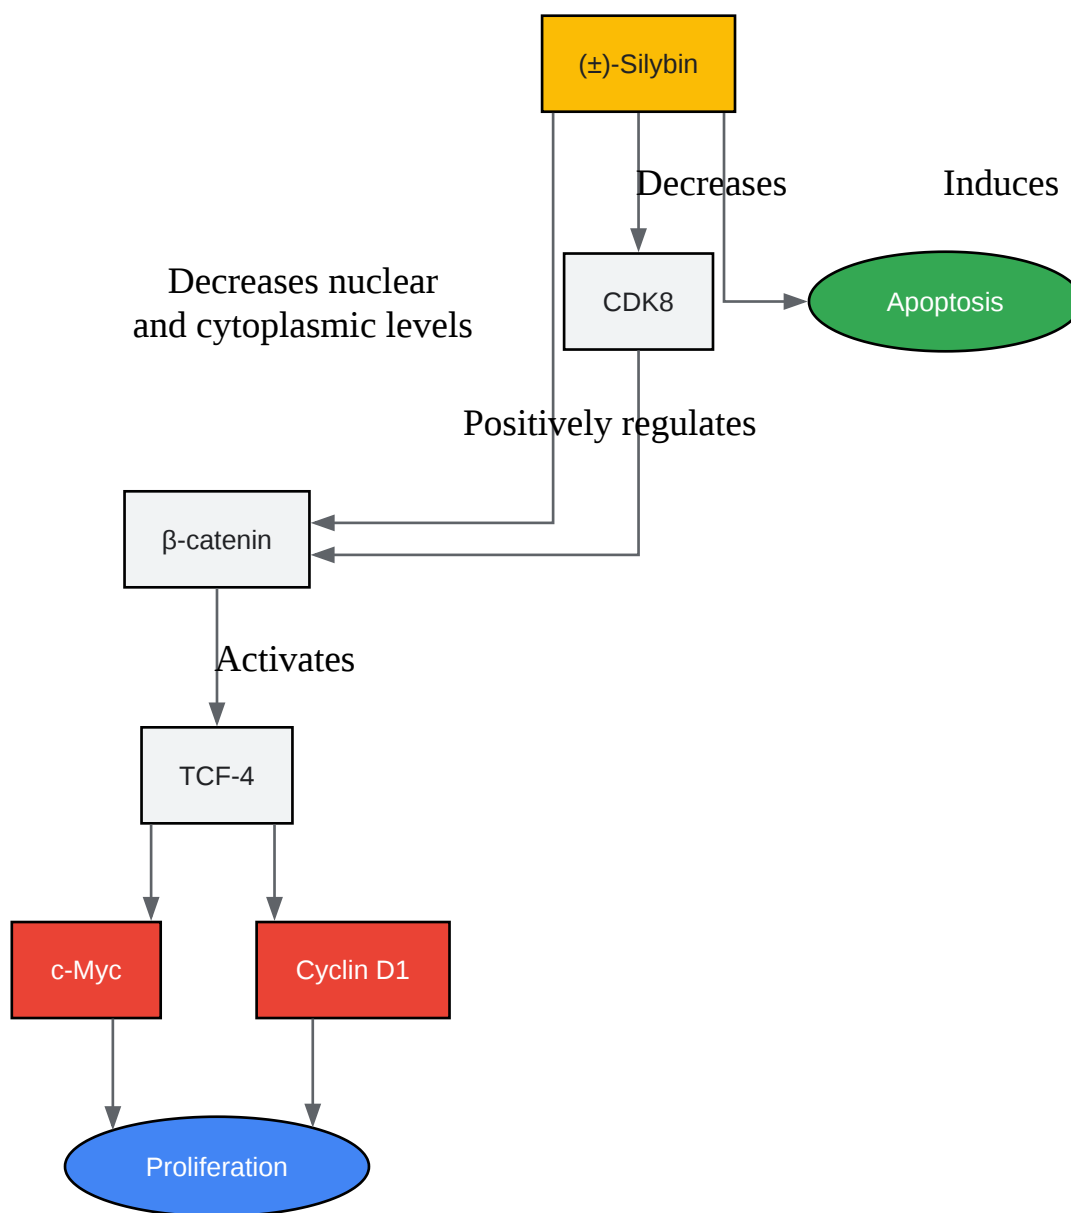 (±)-Silybin
Decreases
Induces
Decreases nuclear
and cytoplasmic levels
CDK8
Apoptosis
Positively regulates
β-catenin
Activates
TCF-4
c-Myc
Cyclin D1
Proliferation